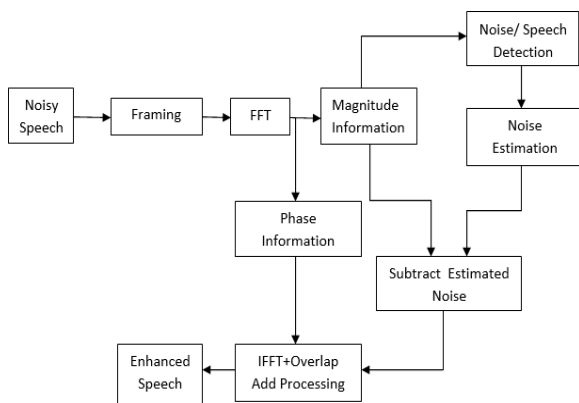 Noise/ Speech
Detection
Noisy
Speech
Framing
FFT
Magnitude
Information
Noise
Estimation
Phase
Information
Subtract Estimated
Noise
Enhanced
Speech
IFFT+Overlap
Add Processing